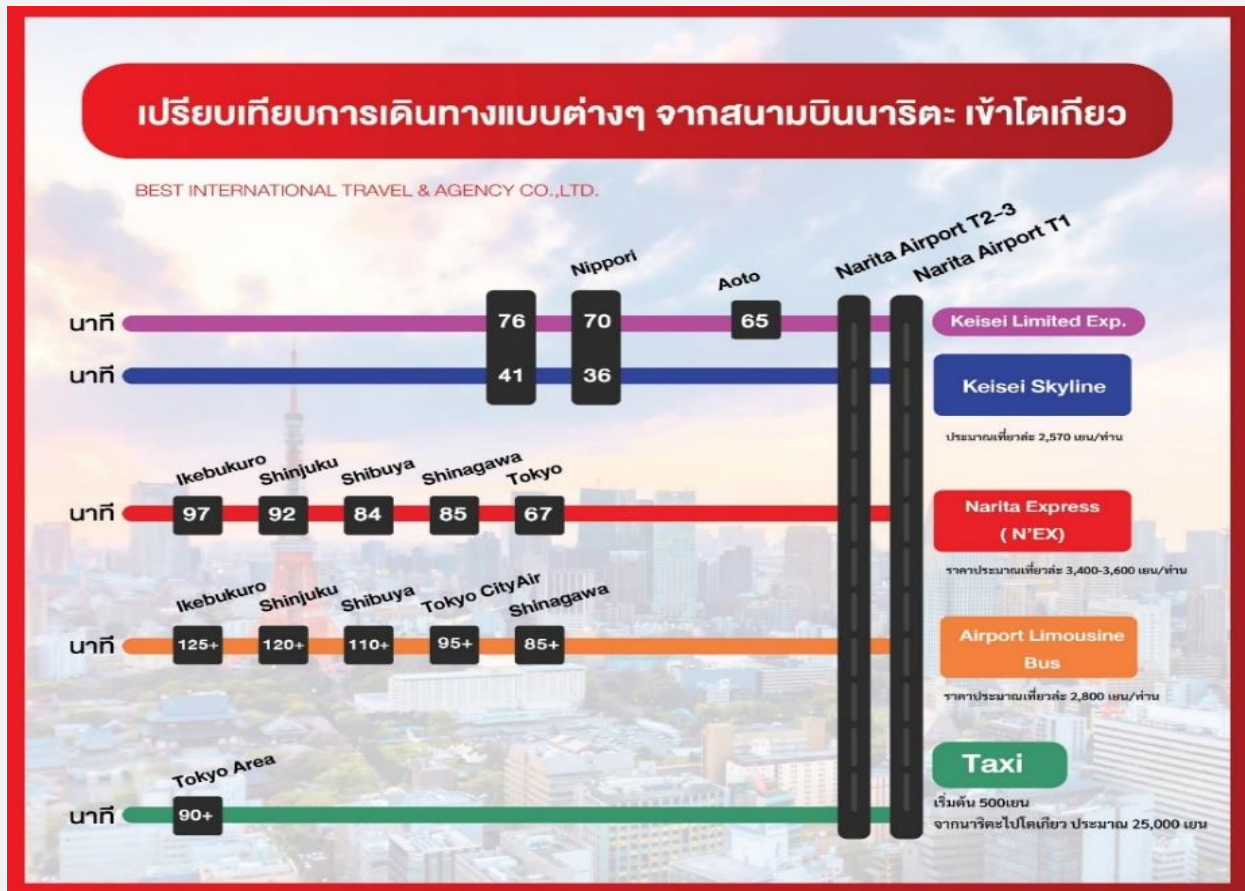 เปรียบเทียบการเดินทางแบบต่างๆ จากสนามบินนาริตะ เข้าโตเกียว
BEST INTERNATIONAL TRAVEL & AGENCY CO.,LTD.
Nippori
Aoto
Narita Airport T2-3
Narita Airport T1
นาที
76
70
65
Keisei Limited Exp.
นาที
41
36
Keisei Skyline
ประมาณเที่ยวล่ะ 2,570 เยน/ท่าน
Ikebukuro
Shinjuku
Shibuya
Shinagawa
Tokyo
นาที
97
92
84
85
67
Narita Express
( N'EX)
ราคาประมาณเที่ยวล่ะ 3,400-3,600 เยน/ท่าน
Ikebukuro
Shinjuku
Shibuya
Tokyo CityAir
Shinagawa
นาที
125+
120+
110+
95+
85+
Airport Limousine
Bus
ราคาประมาณเที่ยวล่ะ 2,800 เยน/ท่าน
Tokyo Area
นาที
90+
Taxi
เริ่มต้น 500เยน
จากนาริตะไปโตเกียว ประมาณ 25,000 เยน